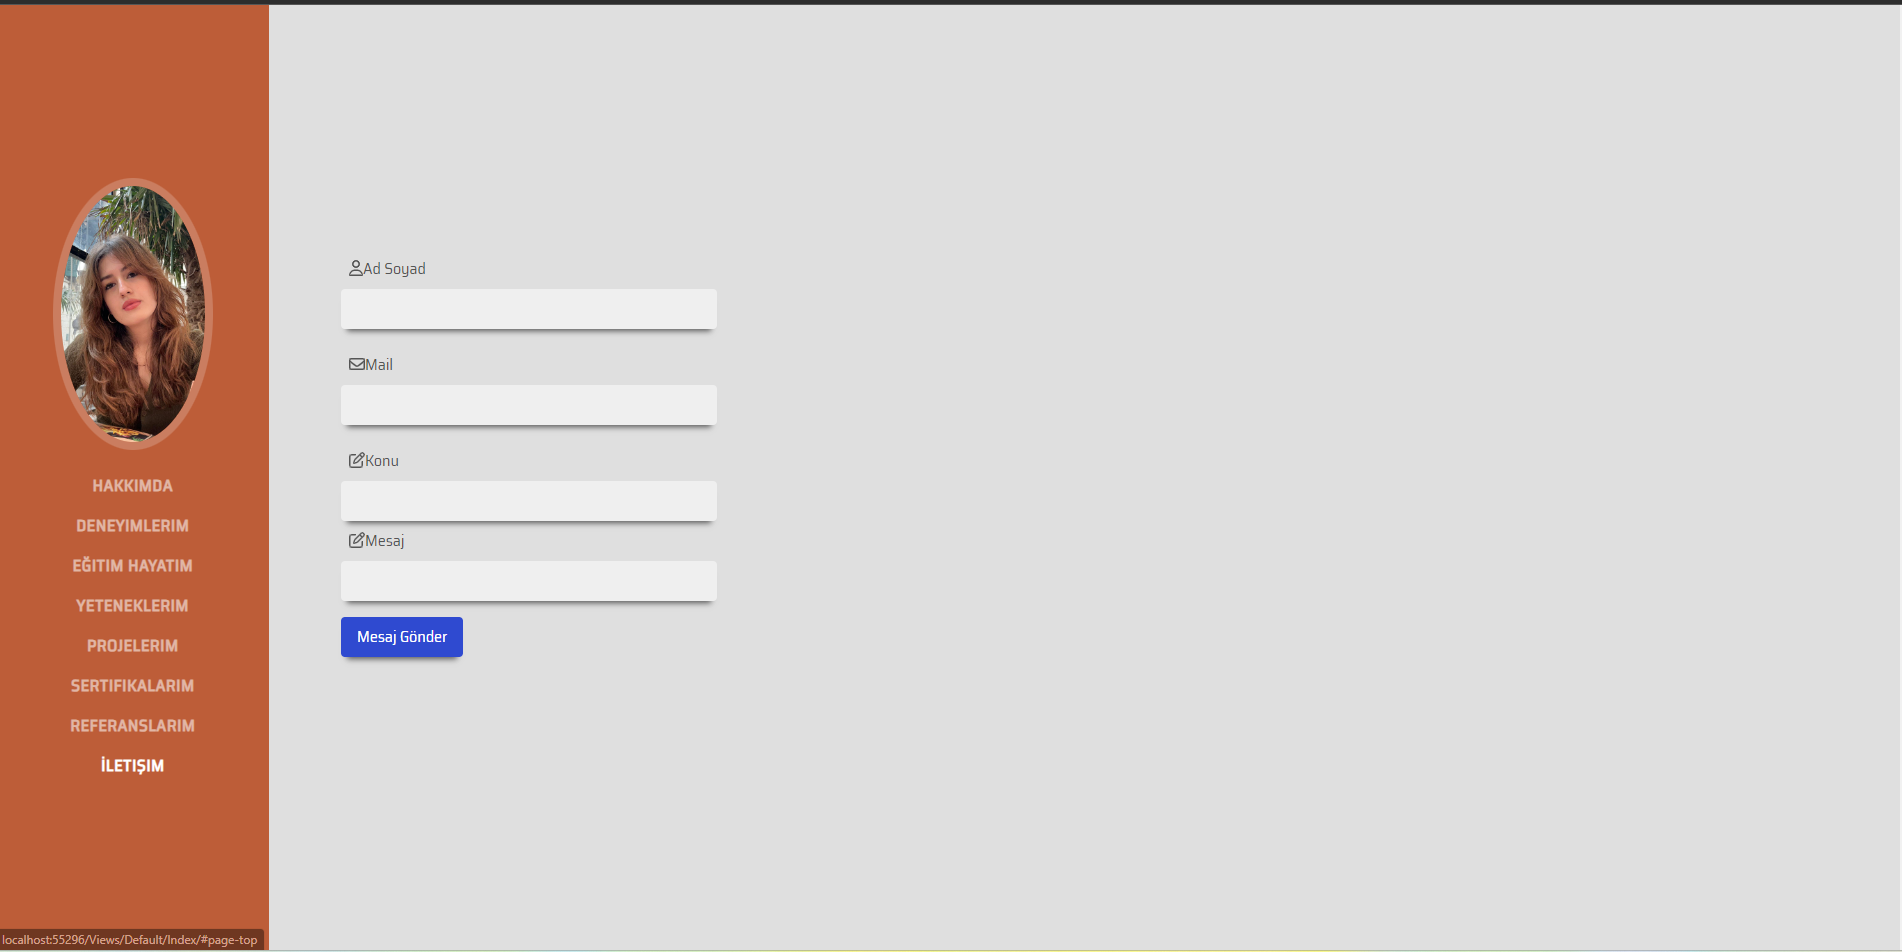 HAKKIMDA
DENEYIMLERIM
EĞITIM HAYATIM
YETENEKLERIM
PROJELERIM
SERTIFIKALARIM
REFERANSLARIM
İLETIŞIM
Ad Soyad
Mail
Konu
Mesaj
Mesaj Gönder
localhost:55296/Views/Default/Index/#page-top